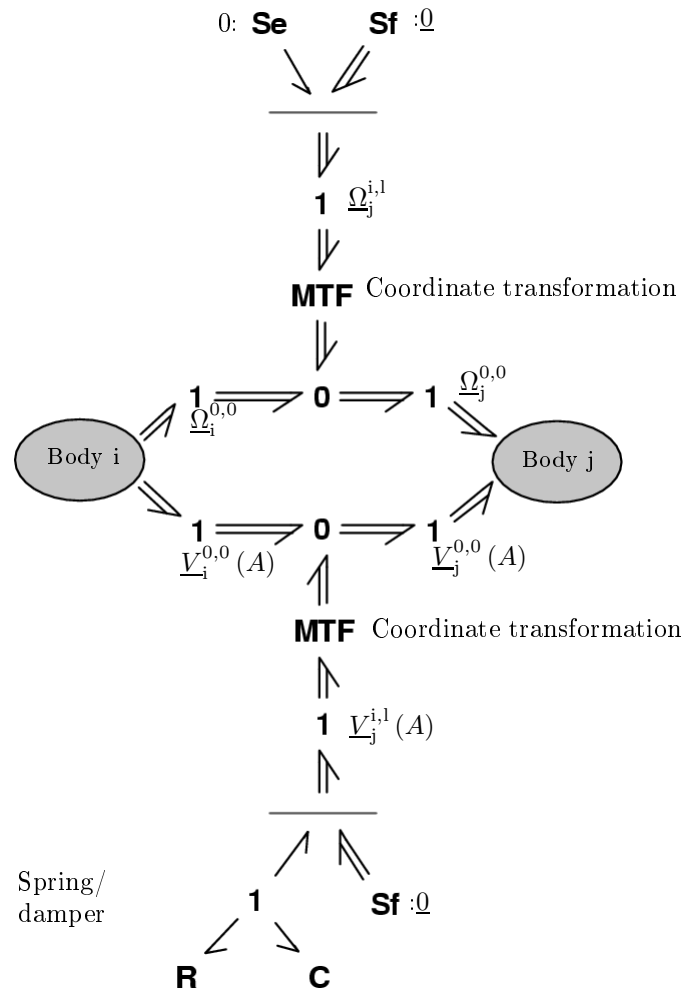 0: Se Sf :0
1 Ω_j^{i,l}
MTF Coordinate transformation
1 0 1 Ω_j^{0,0}
Ω_i^{0,0}
Body i Body j
1 0 1
V_i^{0,0} (A) V_j^{0,0} (A)
MTF Coordinate transformation
1 V_j^{i,l} (A)
Spring/
damper
1 Sf :0
R C